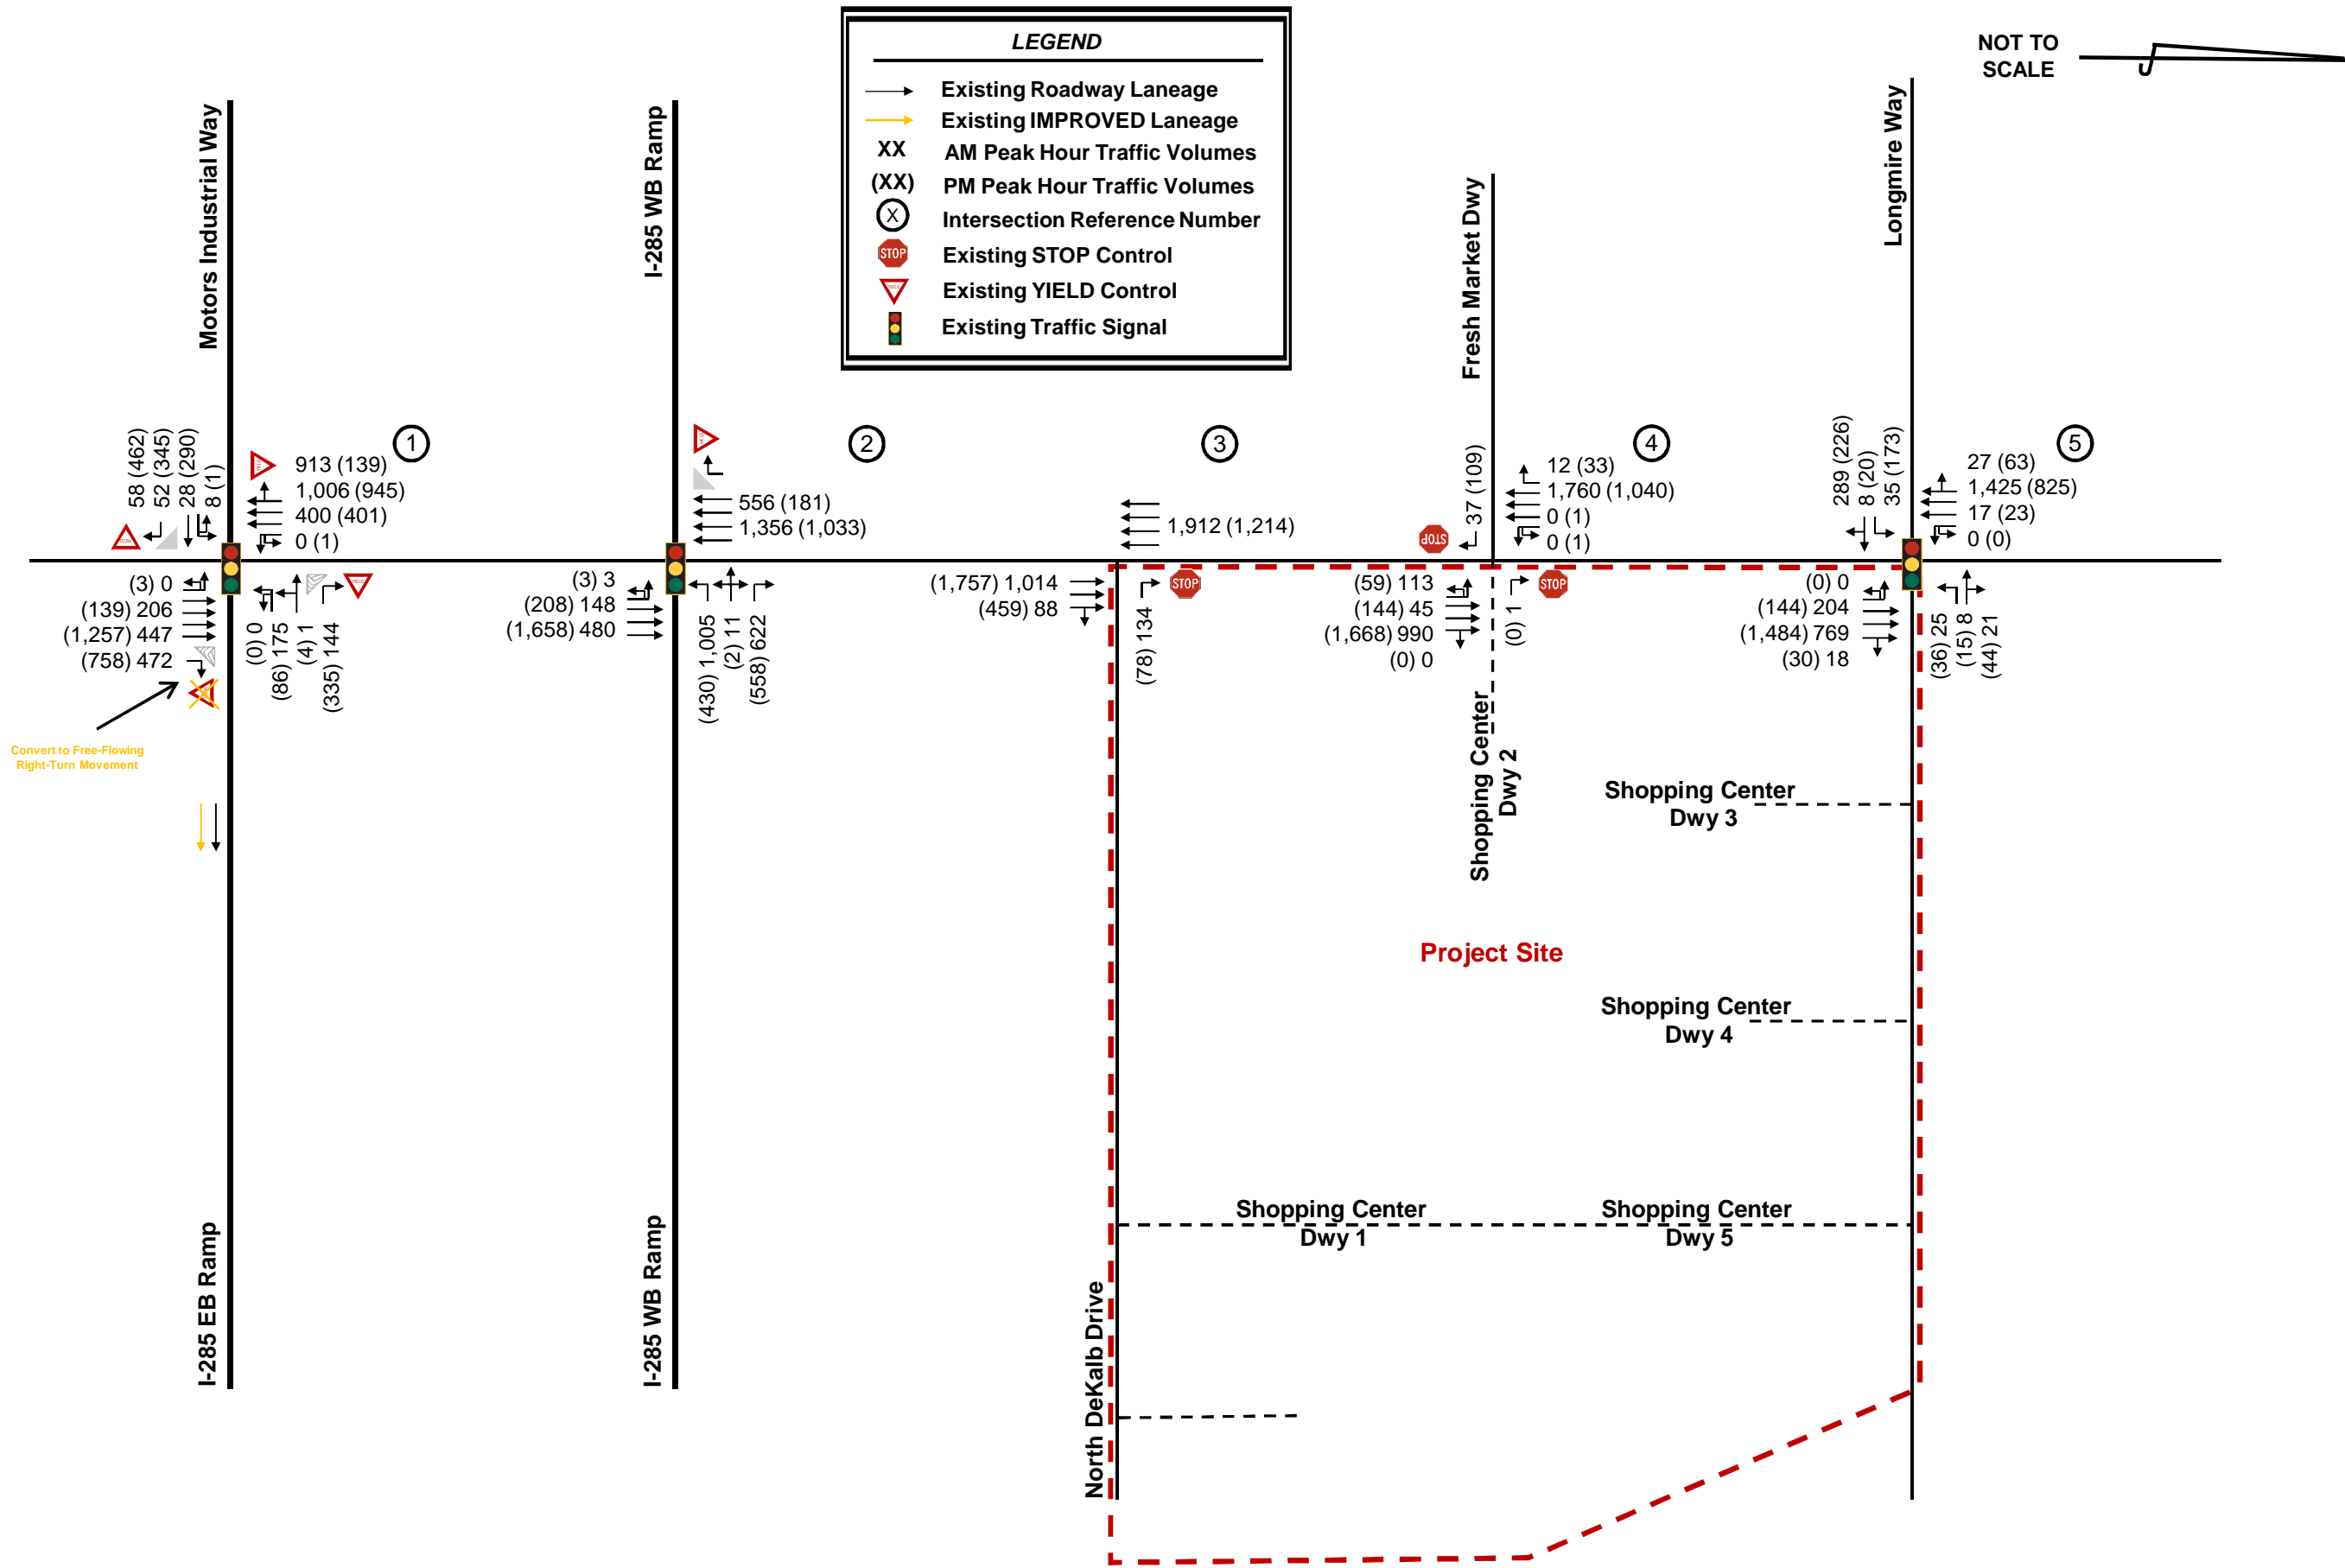 LEGEND
Existing Roadway Laneage
Existing IMPROVED Laneage
XX AM Peak Hour Traffic Volumes
(XX) PM Peak Hour Traffic Volumes
X Intersection Reference Number
STOP Existing STOP Control
YIELD Existing YIELD Control
Existing Traffic Signal
NOT TO
SCALE
Motors Industrial Way
I-285 WB Ramp
Fresh Market Dwy
Longmire Way
1
2
3
4
5
58 (462)
52 (345)
28 (290)
8 (1)
913 (139)
1,006 (945)
400 (401)
0 (1)
(3) 0
(139) 206
(1,257) 447
(758) 472
(0) 0
(86) 175
(4) 1
(335) 144
YIELD
Convert to Free-Flowing
Right-Turn Movement
556 (181)
1,356 (1,033)
(3) 3
(208) 148
(1,658) 480
(430) 1,005
(2) 11
(558) 622
1,912 (1,214)
(1,757) 1,014
(459) 88
(78) 134
STOP
37 (109)
STOP
12 (33)
1,760 (1,040)
0 (1)
0 (1)
(59) 113
(144) 45
(1,668) 990
(0) 0
(0) 1
STOP
289 (226)
8 (20)
35 (173)
27 (63)
1,425 (825)
17 (23)
0 (0)
(0) 0
(144) 204
(1,484) 769
(30) 18
(36) 25
(15) 8
(44) 21
Shopping Center
Dwy 2
Shopping Center
Dwy 3
Project Site
Shopping Center
Dwy 4
Shopping Center
Dwy 1
Shopping Center
Dwy 5
I-285 EB Ramp
I-285 WB Ramp
North DeKalb Drive